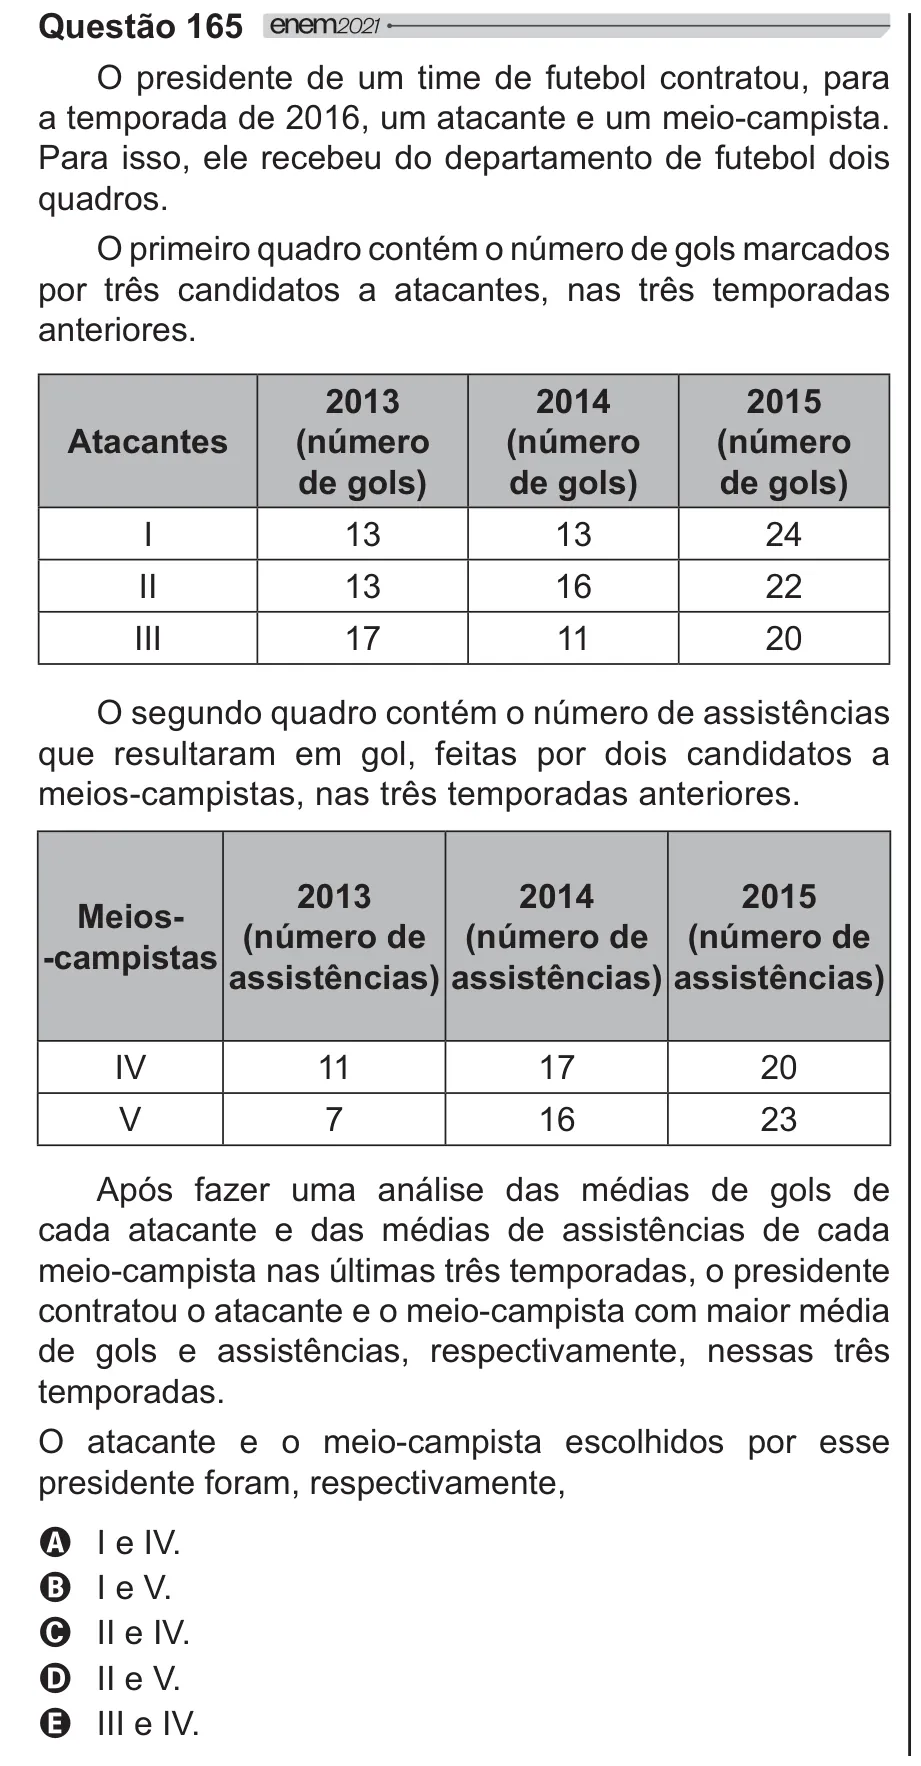 Questão 165 enem2021
O presidente de um time de futebol contratou, para
a temporada de 2016, um atacante e um meio-campista.
Para isso, ele recebeu do departamento de futebol dois
quadros.
O primeiro quadro contém o número de gols marcados
por três candidatos a atacantes, nas três temporadas
anteriores.
Atacantes 2013 (número de gols) 2014 (número de gols) 2015 (número de gols)
I 13 13 24
II 13 16 22
III 17 11 20
O segundo quadro contém o número de assistências
que resultaram em gol, feitas por dois candidatos a
meios-campistas, nas três temporadas anteriores.
Meios- -campistas 2013 (número de assistências) 2014 (número de assistências) 2015 (número de assistências)
IV 11 17 20
V 7 16 23
Após fazer uma análise das médias de gols de
cada atacante e das médias de assistências de cada
meio-campista nas últimas três temporadas, o presidente
contratou o atacante e o meio-campista com maior média
de gols e assistências, respectivamente, nessas três
temporadas.
O atacante e o meio-campista escolhidos por esse
presidente foram, respectivamente,
A I e IV.
B I e V.
C II e IV.
D II e V.
E III e IV.